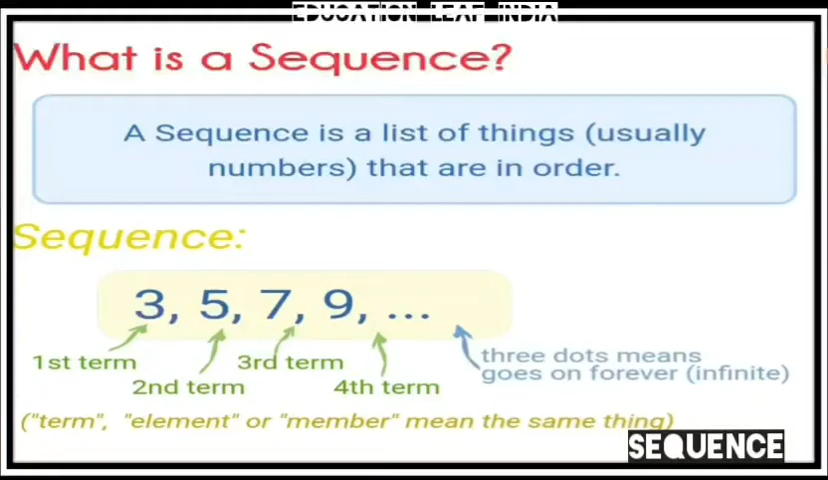 EDUCATION LEAF INDIA
What is a Sequence?
A Sequence is a list of things (usually
numbers) that are in order.
Sequence:
3, 5, 7, 9, ...
1st term
2nd term
3rd term
4th term
three dots means
goes on forever (infinite)
("term", "element" or "member" mean the same thing)
SEQUENCE